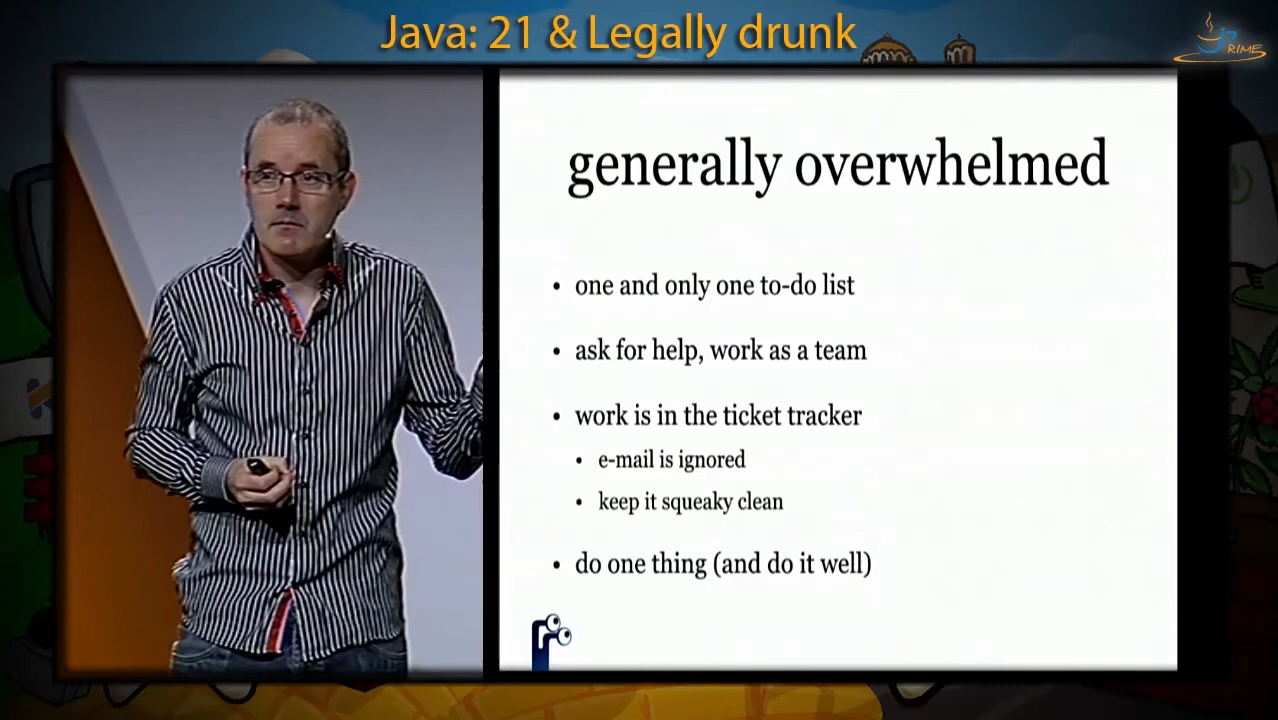 Java: 21 & Legally drunk
RIME
generally overwhelmed
• one and only one to-do list
• ask for help, work as a team
• work is in the ticket tracker
• e-mail is ignored
• keep it squeaky clean
• do one thing (and do it well)